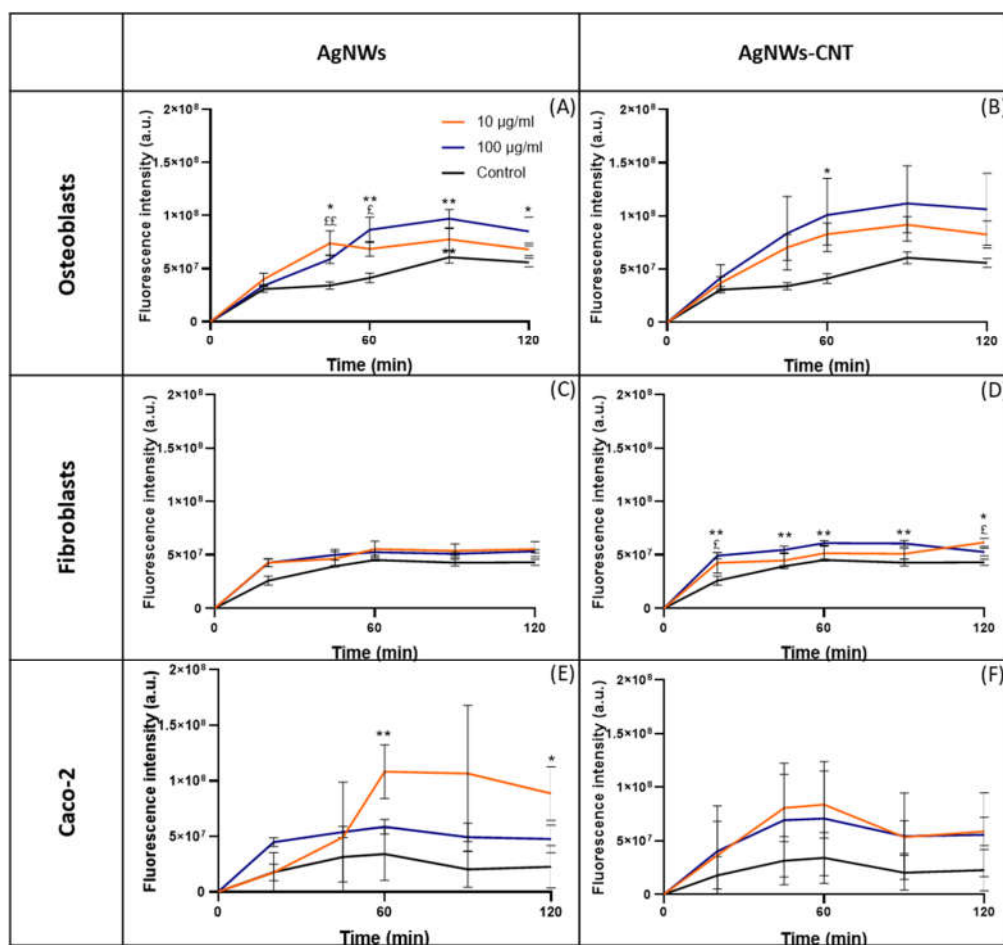 AgNWs
AgNWs-CNT
Osteoblasts
(A)
Fluorescence intensity (a.u.)
2×10⁸
1.5×10⁸
1×10⁸
5×10⁷
0
10 µg/ml
100 µg/ml
Control
*
££
**
£
**
**
*
0
60
120
Time (min)
(B)
Fluorescence intensity (a.u.)
2×10⁸
1.5×10⁸
1×10⁸
5×10⁷
0
*
0
60
120
Time (min)
Fibroblasts
(C)
Fluorescence intensity (a.u.)
2×10⁸
1.5×10⁸
1×10⁸
5×10⁷
0
0
60
120
Time (min)
(D)
Fluorescence intensity (a.u.)
2×10⁸
1.5×10⁸
1×10⁸
5×10⁷
0
**
£
**
**
**
*
£
0
60
120
Time (min)
Caco-2
(E)
Fluorescence intensity (a.u.)
2×10⁸
1.5×10⁸
1×10⁸
5×10⁷
0
**
*
0
60
120
Time (min)
(F)
Fluorescence intensity (a.u.)
2×10⁸
1.5×10⁸
1×10⁸
5×10⁷
0
0
60
120
Time (min)